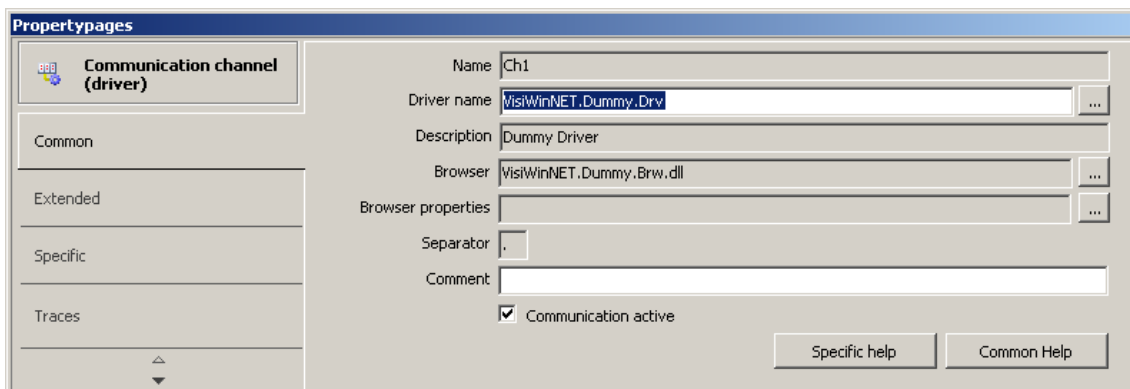 Propertypages
Communication channel
(driver)
Common
Extended
Specific
Traces
Name Ch1
Driver name VisiWinNET.Dummy.Drv ...
Description Dummy Driver
Browser VisiWinNET.Dummy.Brw.dll ...
Browser properties ...
Separator .
Comment
Communication active
Specific help Common Help